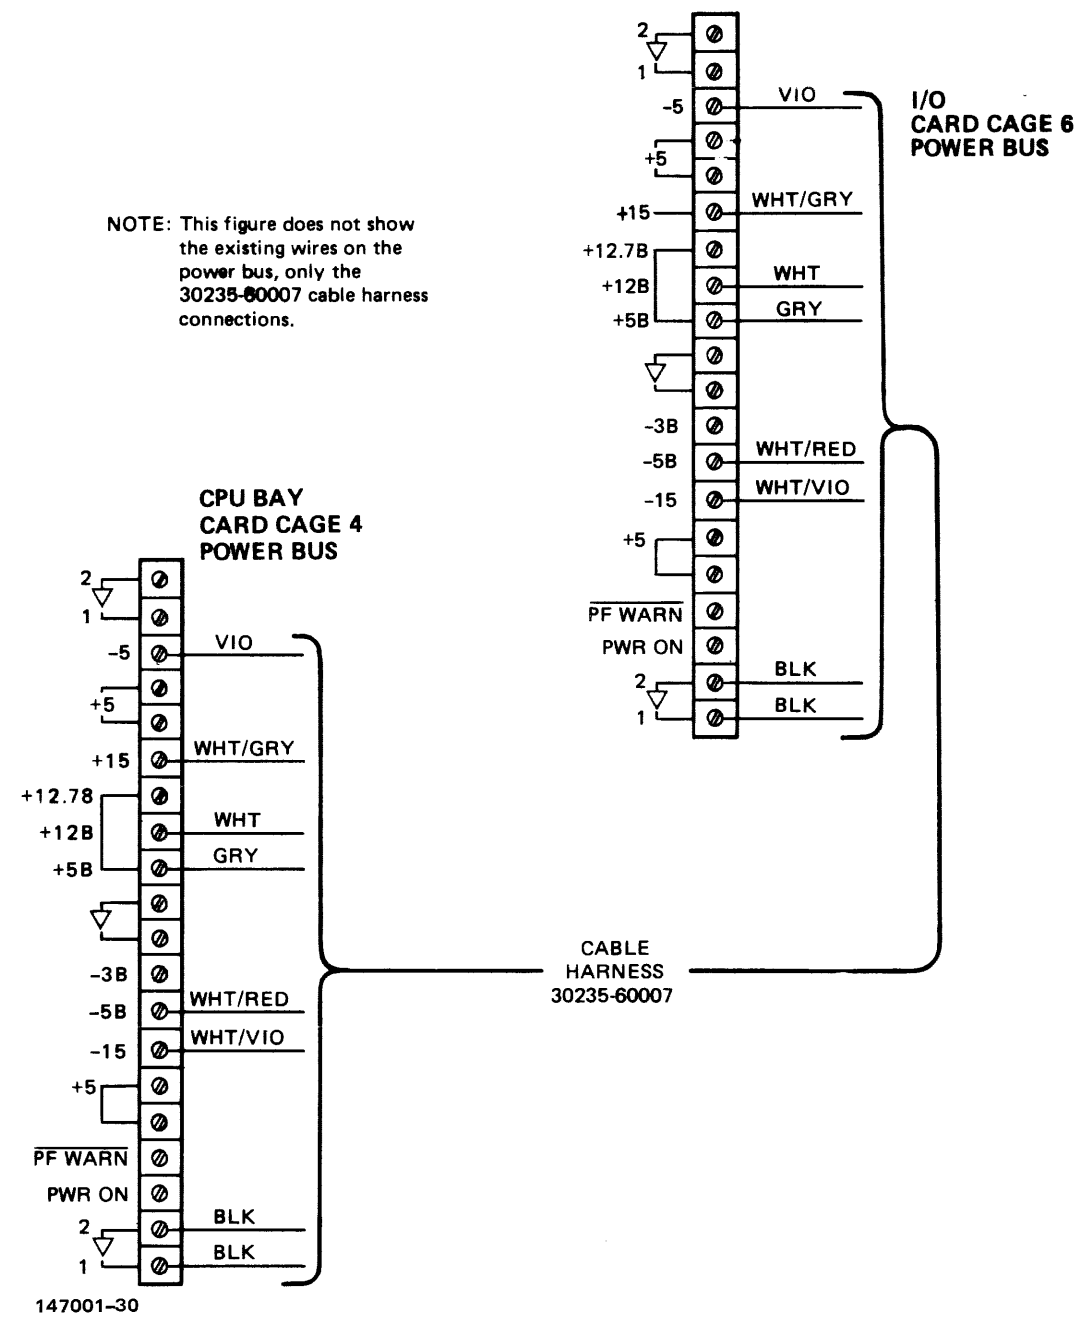 2
1
-5 VIO
+5
+15 WHT/GRY
+12.7B
+12B WHT
+5B GRY
-3B
-5B WHT/RED
-15 WHT/VIO
+5
PF WARN
PWR ON
2 BLK
1 BLK
I/O
CARD CAGE 6
POWER BUS
NOTE: This figure does not show
the existing wires on the
power bus, only the
30235-60007 cable harness
connections.
CPU BAY
CARD CAGE 4
POWER BUS
2
1
-5 VIO
+5
+15 WHT/GRY
+12.7B
+12B WHT
+5B GRY
-3B
-5B WHT/RED
-15 WHT/VIO
+5
PF WARN
PWR ON
2 BLK
1 BLK
CABLE
HARNESS
30235-60007
147001-30